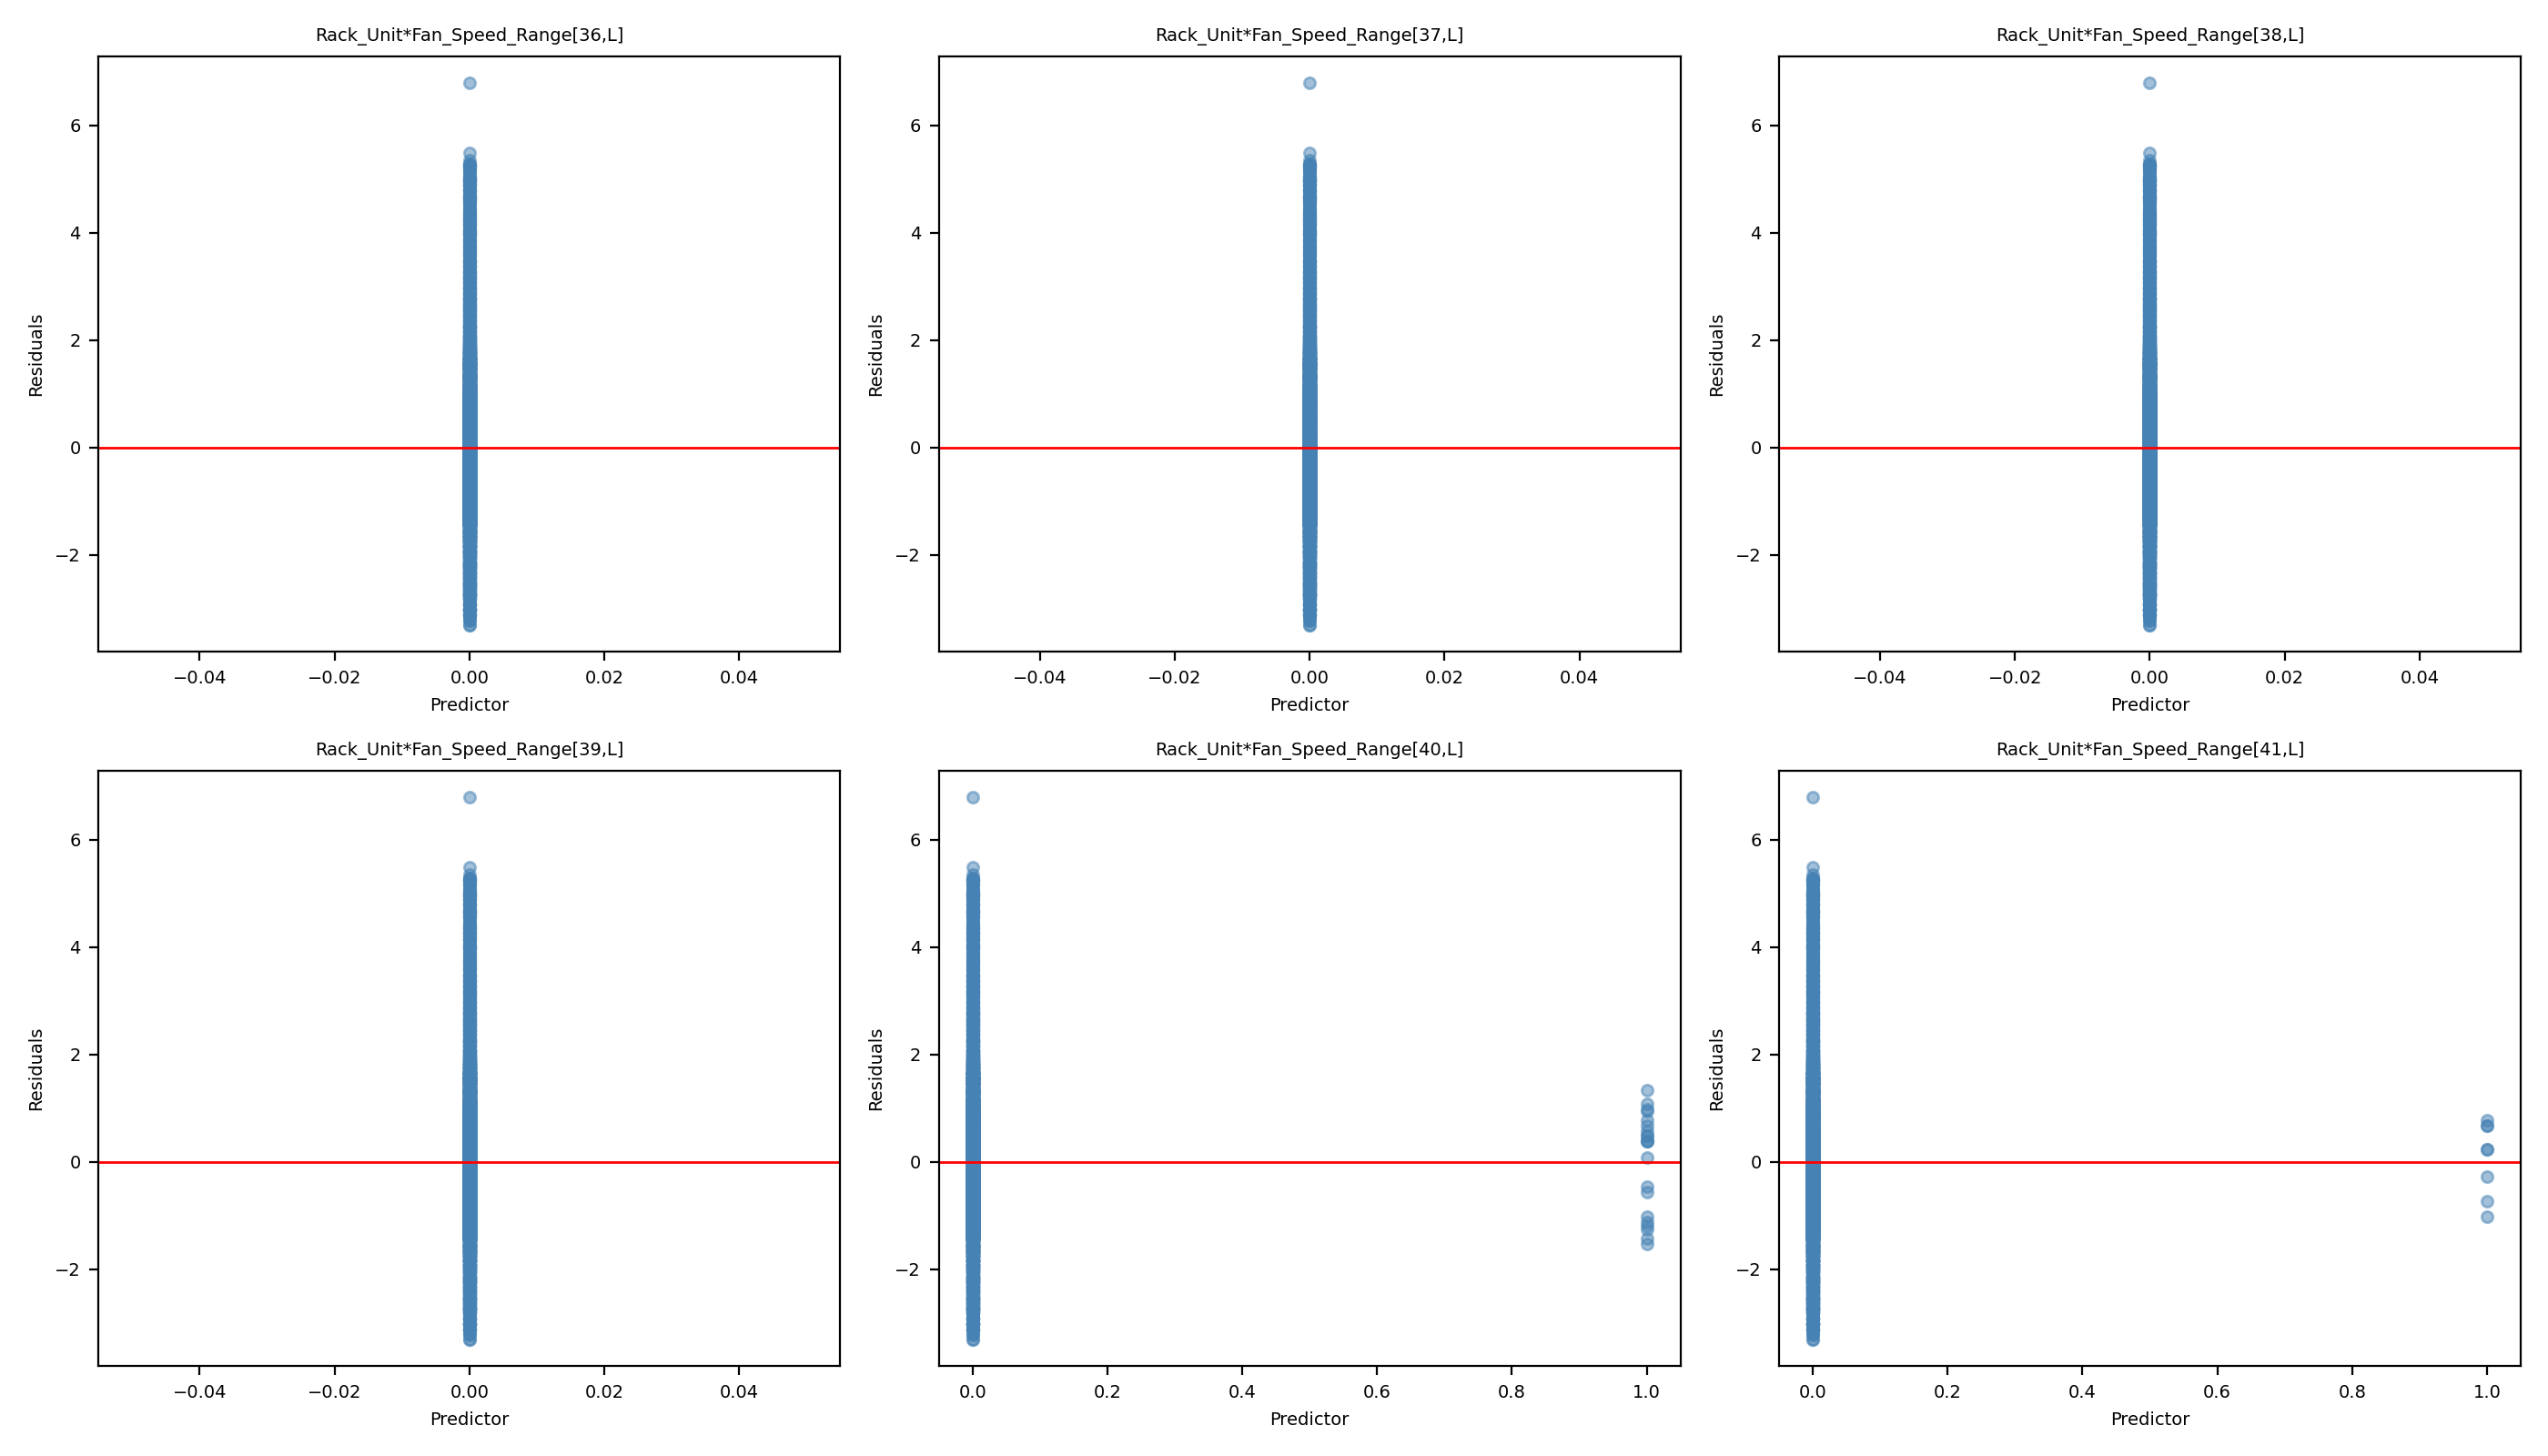 Rack_Unit*Fan_Speed_Range[36,L]
6
4
2
0
−2
Residuals
−0.04 −0.02 0.00 0.02 0.04
Predictor
Rack_Unit*Fan_Speed_Range[37,L]
6
4
2
0
−2
Residuals
−0.04 −0.02 0.00 0.02 0.04
Predictor
Rack_Unit*Fan_Speed_Range[38,L]
6
4
2
0
−2
Residuals
−0.04 −0.02 0.00 0.02 0.04
Predictor
Rack_Unit*Fan_Speed_Range[39,L]
6
4
2
0
−2
Residuals
−0.04 −0.02 0.00 0.02 0.04
Predictor
Rack_Unit*Fan_Speed_Range[40,L]
6
4
2
0
−2
Residuals
0.0 0.2 0.4 0.6 0.8 1.0
Predictor
Rack_Unit*Fan_Speed_Range[41,L]
6
4
2
0
−2
Residuals
0.0 0.2 0.4 0.6 0.8 1.0
Predictor